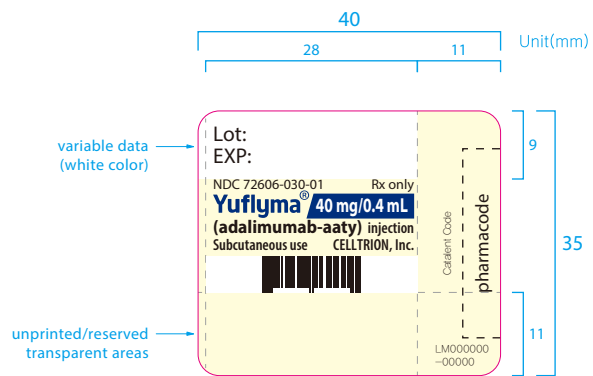 40
28
11
Unit(mm)
variable data
(white color)
Lot:
EXP:
9
NDC 72606-030-01 Rx only
Yuflyma® 40 mg/0.4 mL
(adalimumab-aaty) injection
Subcutaneous use CELLTRION, Inc.
Catalent Code
pharmacode
35
unprinted/reserved
transparent areas
11
LM000000
-00000